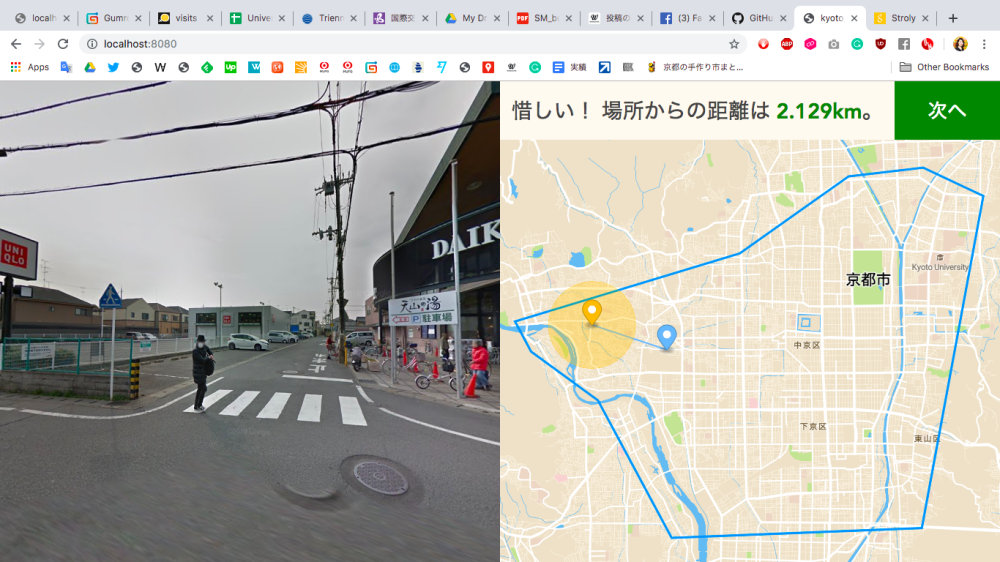 localh
Gumm
visits
Unive
Trienn
国際交
My Dr
SM_bo
投稿の
(3) Fa
GitHu
kyoto
Stroly
localhost:8080
Apps
実績
京都の手作り市まと...
Other Bookmarks
惜しい！ 場所からの距離は 2.129km。
次へ
UNI
QLO
DAIK
天山の湯
P 駐車場
京都市
Kyoto University
中京区
下京区
東山区